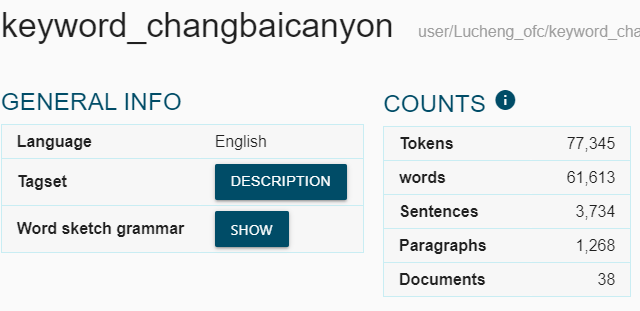 keyword_changbaicanyon user/Lucheng_ofc/keyword_cha
GENERAL INFO
Language English
Tagset DESCRIPTION
Word sketch grammar SHOW
COUNTS i
Tokens 77,345
words 61,613
Sentences 3,734
Paragraphs 1,268
Documents 38